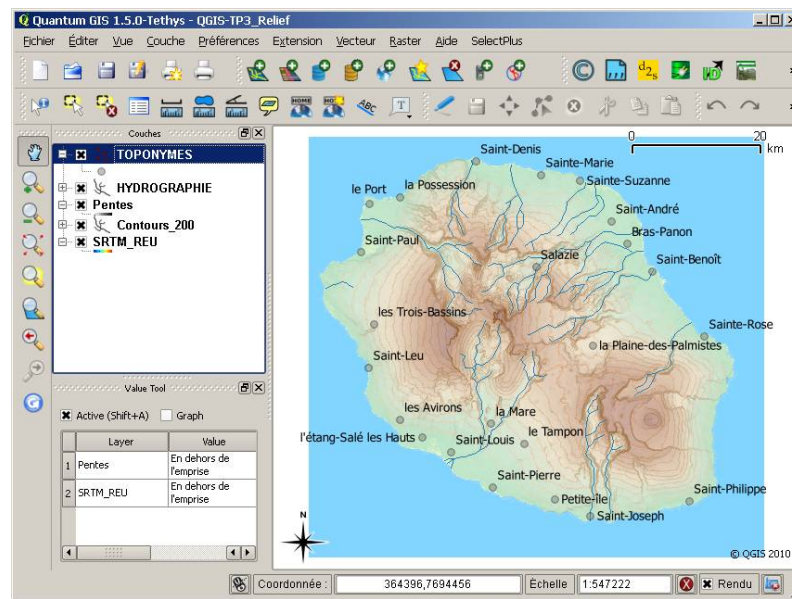 Quantum GIS 1.5.0-Tethys - QGIS-TP3_Relief
Fichier Éditer Vue Couche Préférences Extension Vecteur Raster Aide SelectPlus
Couches
TOPONYMES
HYDROGRAPHIE
Pentes
Contours_200
SRTM_REU
Value Tool
Active (Shift+A) Graph
Layer Value
1 Pentes En dehors de l'emprise
2 SRTM_REU En dehors de l'emprise
0 20
km
Saint-Denis
Sainte-Marie
Sainte-Suzanne
le Port
la Possession
Saint-André
Bras-Panon
Saint-Paul
Salazie
Saint-Benoît
les Trois-Bassins
Sainte-Rose
la Plaine-des-Palmistes
Saint-Leu
les Avirons
la Mare
l'étang-Salé les Hauts
Saint-Louis
le Tampon
Saint-Pierre
Saint-Philippe
Petite-île
Saint-Joseph
N
© QGIS 2010
Coordonnée : 364396,7694456 Échelle 1:547222 Rendu